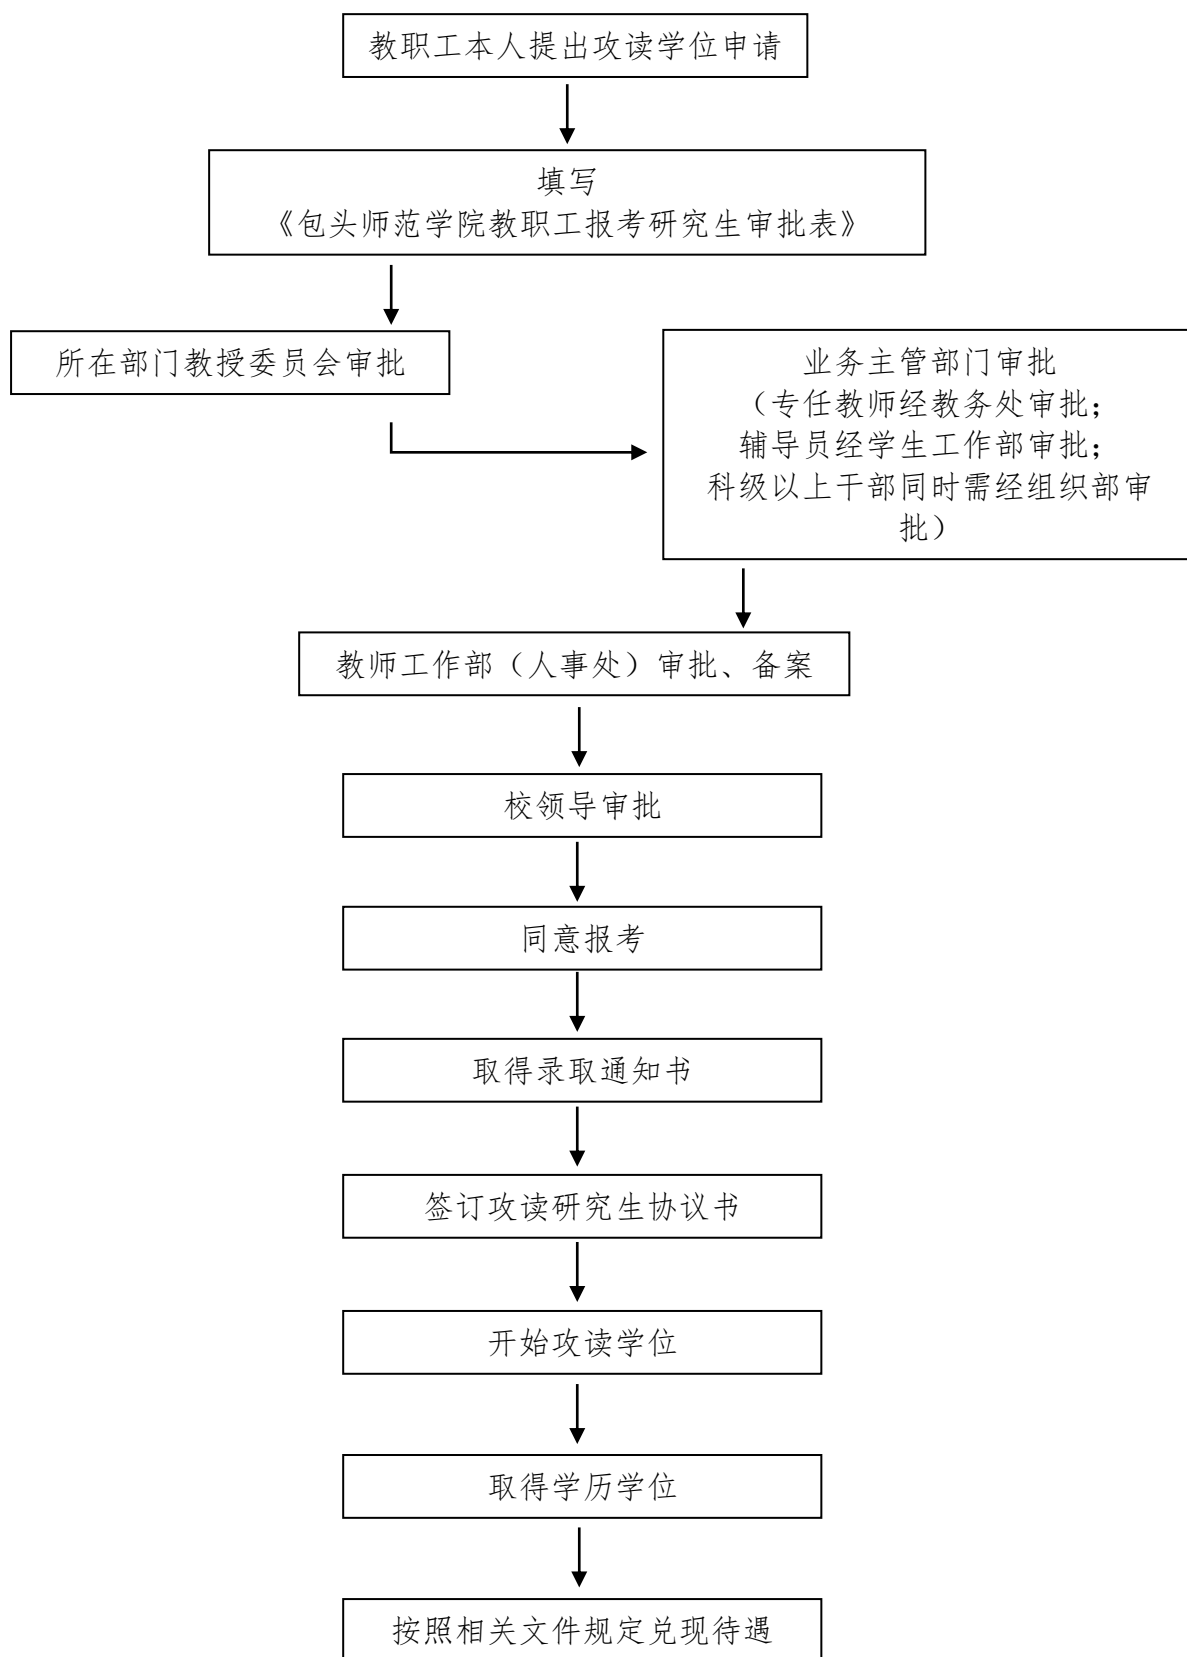 教职工本人提出攻读学位申请
填写
《包头师范学院教职工报考研究生审批表》
所在部门教授委员会审批
业务主管部门审批
（专任教师经教务处审批；
辅导员经学生工作部审批；
科级以上干部同时需经组织部审
批）
教师工作部（人事处）审批、备案
校领导审批
同意报考
取得录取通知书
签订攻读研究生协议书
开始攻读学位
取得学历学位
按照相关文件规定兑现待遇